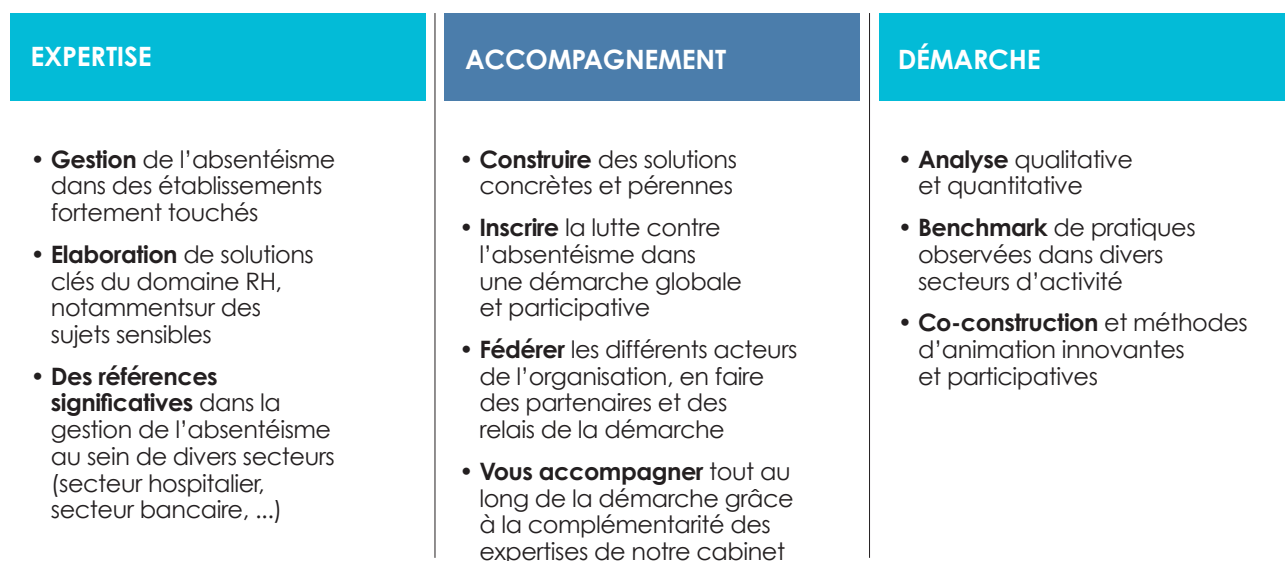 EXPERTISE
• Gestion de l’absentéisme
dans des établissements
fortement touchés
• Elaboration de solutions
clés du domaine RH,
notammentsur des
sujets sensibles
• Des références
significatives dans la
gestion de l’absentéisme
au sein de divers secteurs
(secteur hospitalier,
secteur bancaire, ...)
ACCOMPAGNEMENT
• Construire des solutions
concrètes et pérennes
• Inscrire la lutte contre
l’absentéisme dans
une démarche globale
et participative
• Fédérer les différents acteurs
de l’organisation, en faire
des partenaires et des
relais de la démarche
• Vous accompagner tout au
long de la démarche grâce
à la complémentarité des
expertises de notre cabinet
DÉMARCHE
• Analyse qualitative
et quantitative
• Benchmark de pratiques
observées dans divers
secteurs d’activité
• Co-construction et méthodes
d’animation innovantes
et participatives